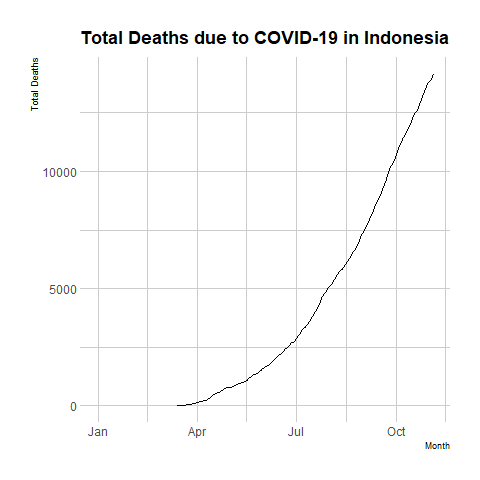 Total Deaths due to COVID-19 in Indonesia
Total Deaths
10000
5000
0
Jan Apr Jul Oct
Month